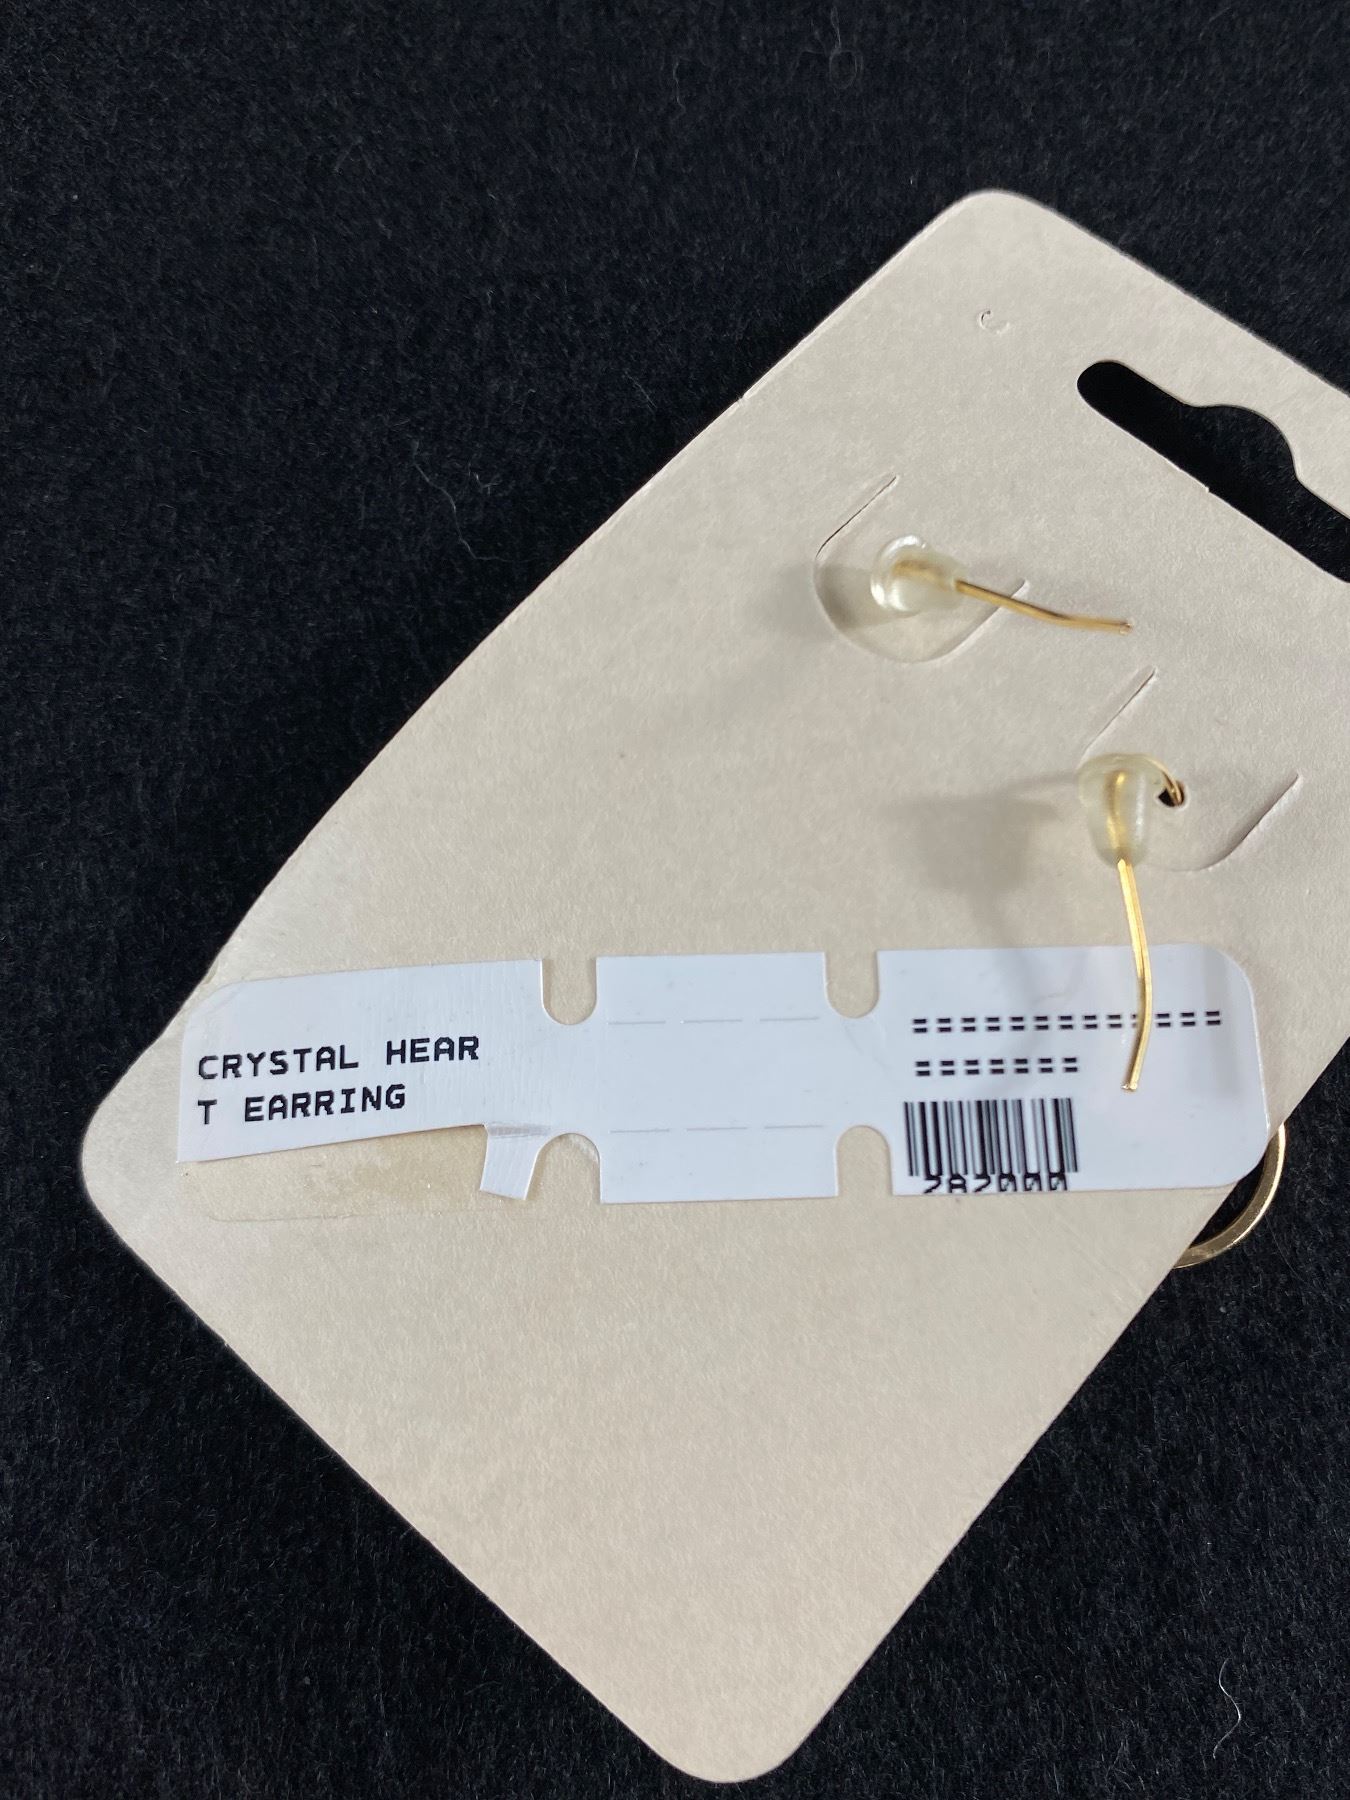 CRYSTAL HEAR
T EARRING
=============
=======